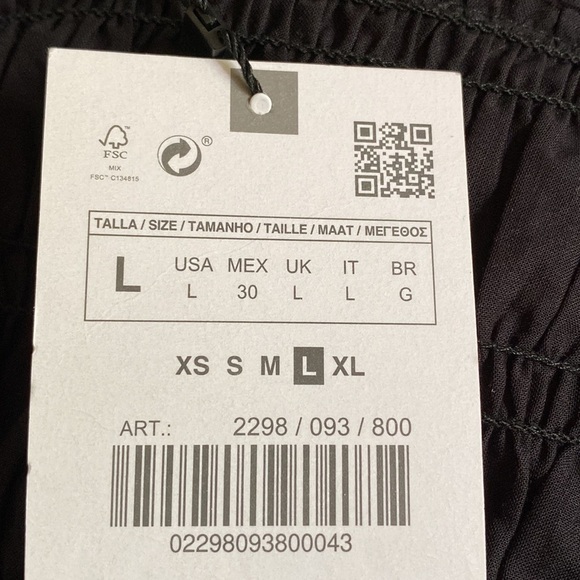 FSC
MIX
FSC™ C134815
®
TALLA / SIZE / TAMANHO / TAILLE / MAAT / ΜΕΓΕΘΟΣ
L
USA MEX UK IT BR
L 30 L L G
XS S M L XL
ART.: 2298 / 093 / 800
02298093800043